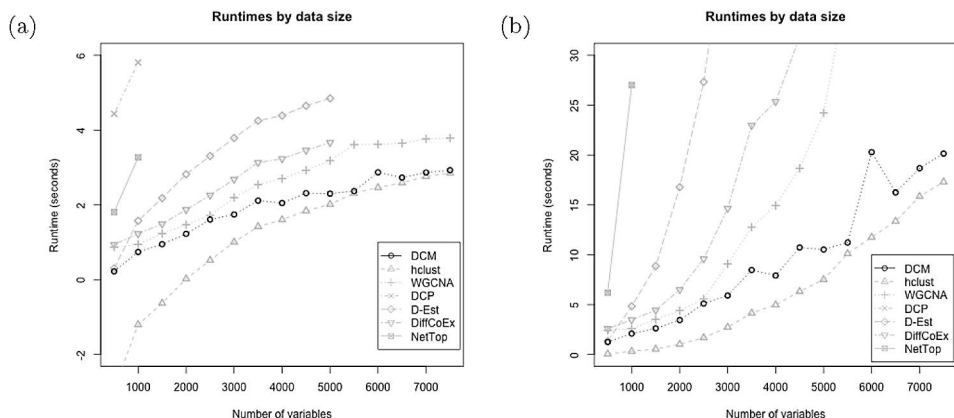 (a)
Runtimes by data size
Runtime (seconds)
6
4
2
0
-2
1000 2000 3000 4000 5000 6000 7000
Number of variables
DCM
hclust
WGCNA
DCP
D-Est
DiffCoEx
NetTop
(b)
Runtimes by data size
Runtime (seconds)
30
25
20
15
10
5
0
1000 2000 3000 4000 5000 6000 7000
Number of variables
DCM
hclust
WGCNA
DCP
D-Est
DiffCoEx
NetTop